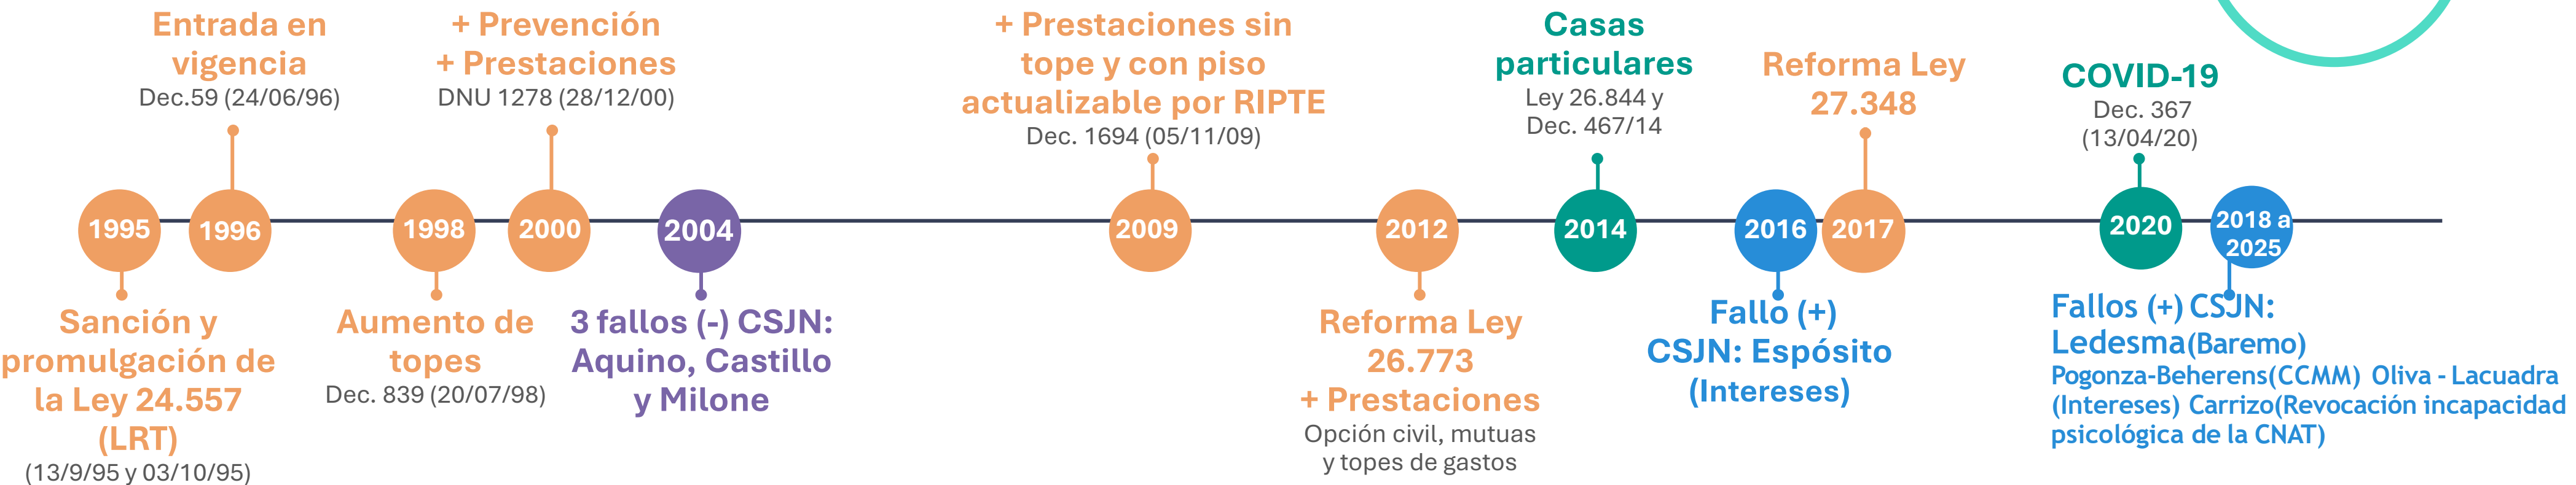 Entrada en
vigencia
Dec.59 (24/06/96)
+ Prevención
+ Prestaciones
DNU 1278 (28/12/00)
+ Prestaciones sin
tope y con piso
actualizable por RIPTE
Dec. 1694 (05/11/09)
Casas
particulares
Ley 26.844 y
Dec. 467/14
Reforma Ley
27.348
COVID-19
Dec. 367
(13/04/20)
1995
1996
1998
2000
2004
2009
2012
2014
2016
2017
2020
2018 a
2025
Sanción y
promulgación de
la Ley 24.557
(LRT)
(13/9/95 y 03/10/95)
Aumento de
topes
Dec. 839 (20/07/98)
3 fallos (-) CSJN:
Aquino, Castillo
y Milone
Reforma Ley
26.773
+ Prestaciones
Opción civil, mutuas
y topes de gastos
Fallo (+)
CSJN: Espósito
(Intereses)
Fallos (+) CSJN:
Ledesma(Baremo)
Pogonza-Beherens(CCMM) Oliva - Lacuadra
(Intereses) Carrizo(Revocación incapacidad
psicológica de la CNAT)